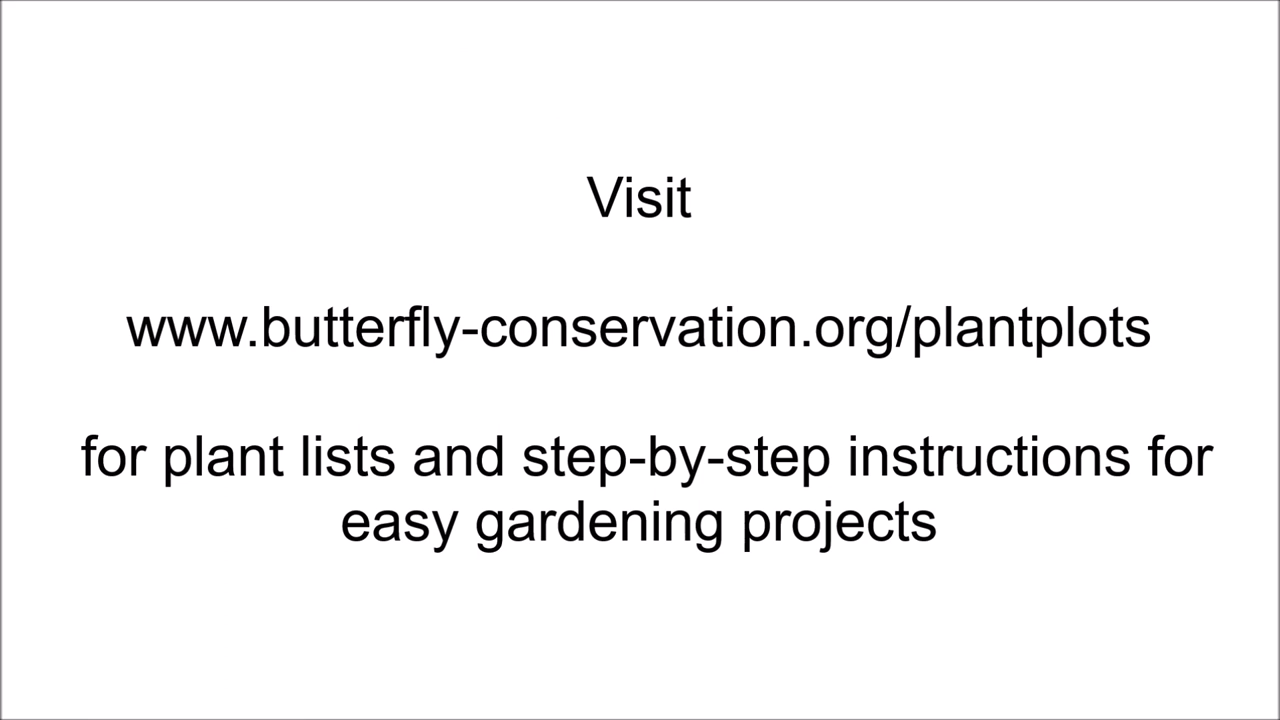 Visit
www.butterfly-conservation.org/plantplots
for plant lists and step-by-step instructions for
easy gardening projects